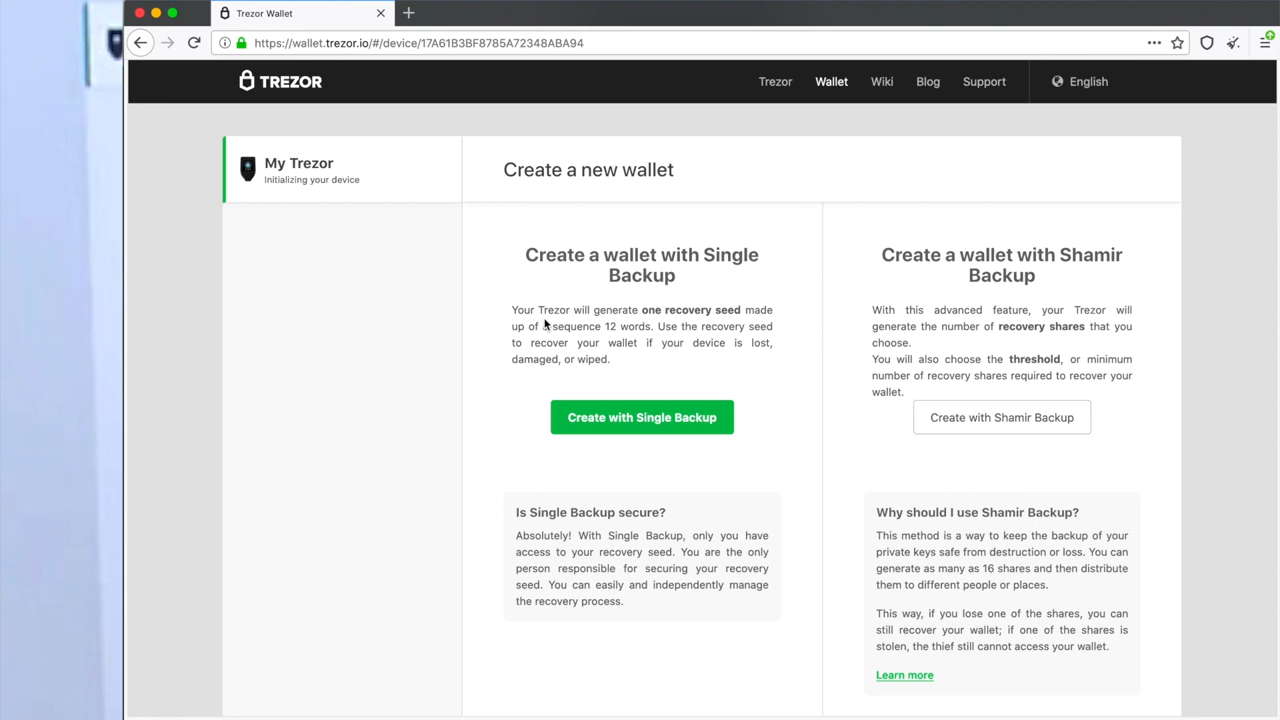 Trezor Wallet
https://wallet.trezor.io/#/device/17A61B3BF8785A72348ABA94
TREZOR
Trezor
Wallet
Wiki
Blog
Support
English
My Trezor
Initializing your device
Create a new wallet
Create a wallet with Single
Backup
Your Trezor will generate one recovery seed made
up of a sequence 12 words. Use the recovery seed
to recover your wallet if your device is lost,
damaged, or wiped.
Create with Single Backup
Is Single Backup secure?
Absolutely! With Single Backup, only you have
access to your recovery seed. You are the only
person responsible for securing your recovery
seed. You can easily and independently manage
the recovery process.
Create a wallet with Shamir
Backup
With this advanced feature, your Trezor will
generate the number of recovery shares that you
choose.
You will also choose the threshold, or minimum
number of recovery shares required to recover your
wallet.
Create with Shamir Backup
Why should I use Shamir Backup?
This method is a way to keep the backup of your
private keys safe from destruction or loss. You can
generate as many as 16 shares and then distribute
them to different people or places.
This way, if you lose one of the shares, you can
still recover your wallet; if one of the shares is
stolen, the thief still cannot access your wallet.
Learn more